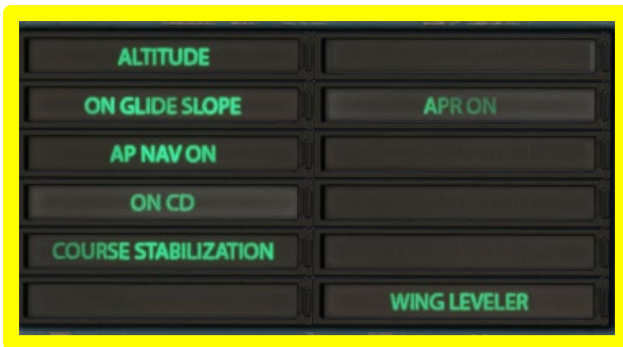 ALTITUDE
ON GLIDE SLOPE
APR ON
AP NAV ON
ON CD
COURSE STABILIZATION
WING LEVELER